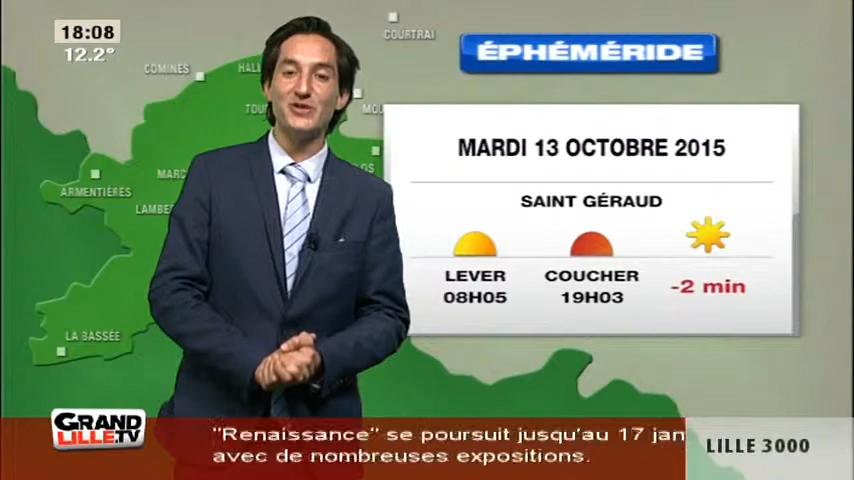 18:08
12.2°
COURTRAI
ÉPHÉMÉRIDE
COMINES
MARDI 13 OCTOBRE 2015
ARMENTIÈRES
SAINT GÉRAUD
LEVER
COUCHER
-2 min
08H05
19H03
LA BASSÉE
GRAND
LILLE.TV
"Renaissance" se poursuit jusqu'au 17 jan
avec de nombreuses expositions.
LILLE 3000